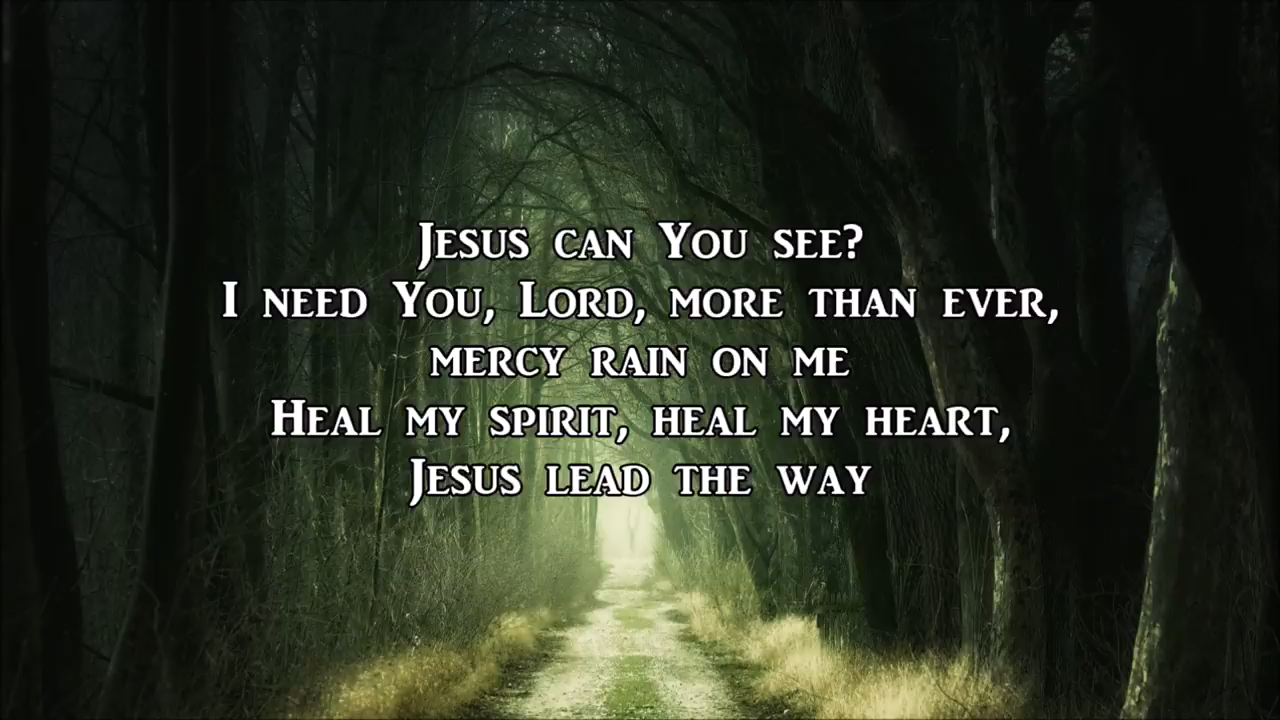 Jesus can You see?
I need You, Lord, more than ever,
mercy rain on me
Heal my spirit, heal my heart,
Jesus lead the way